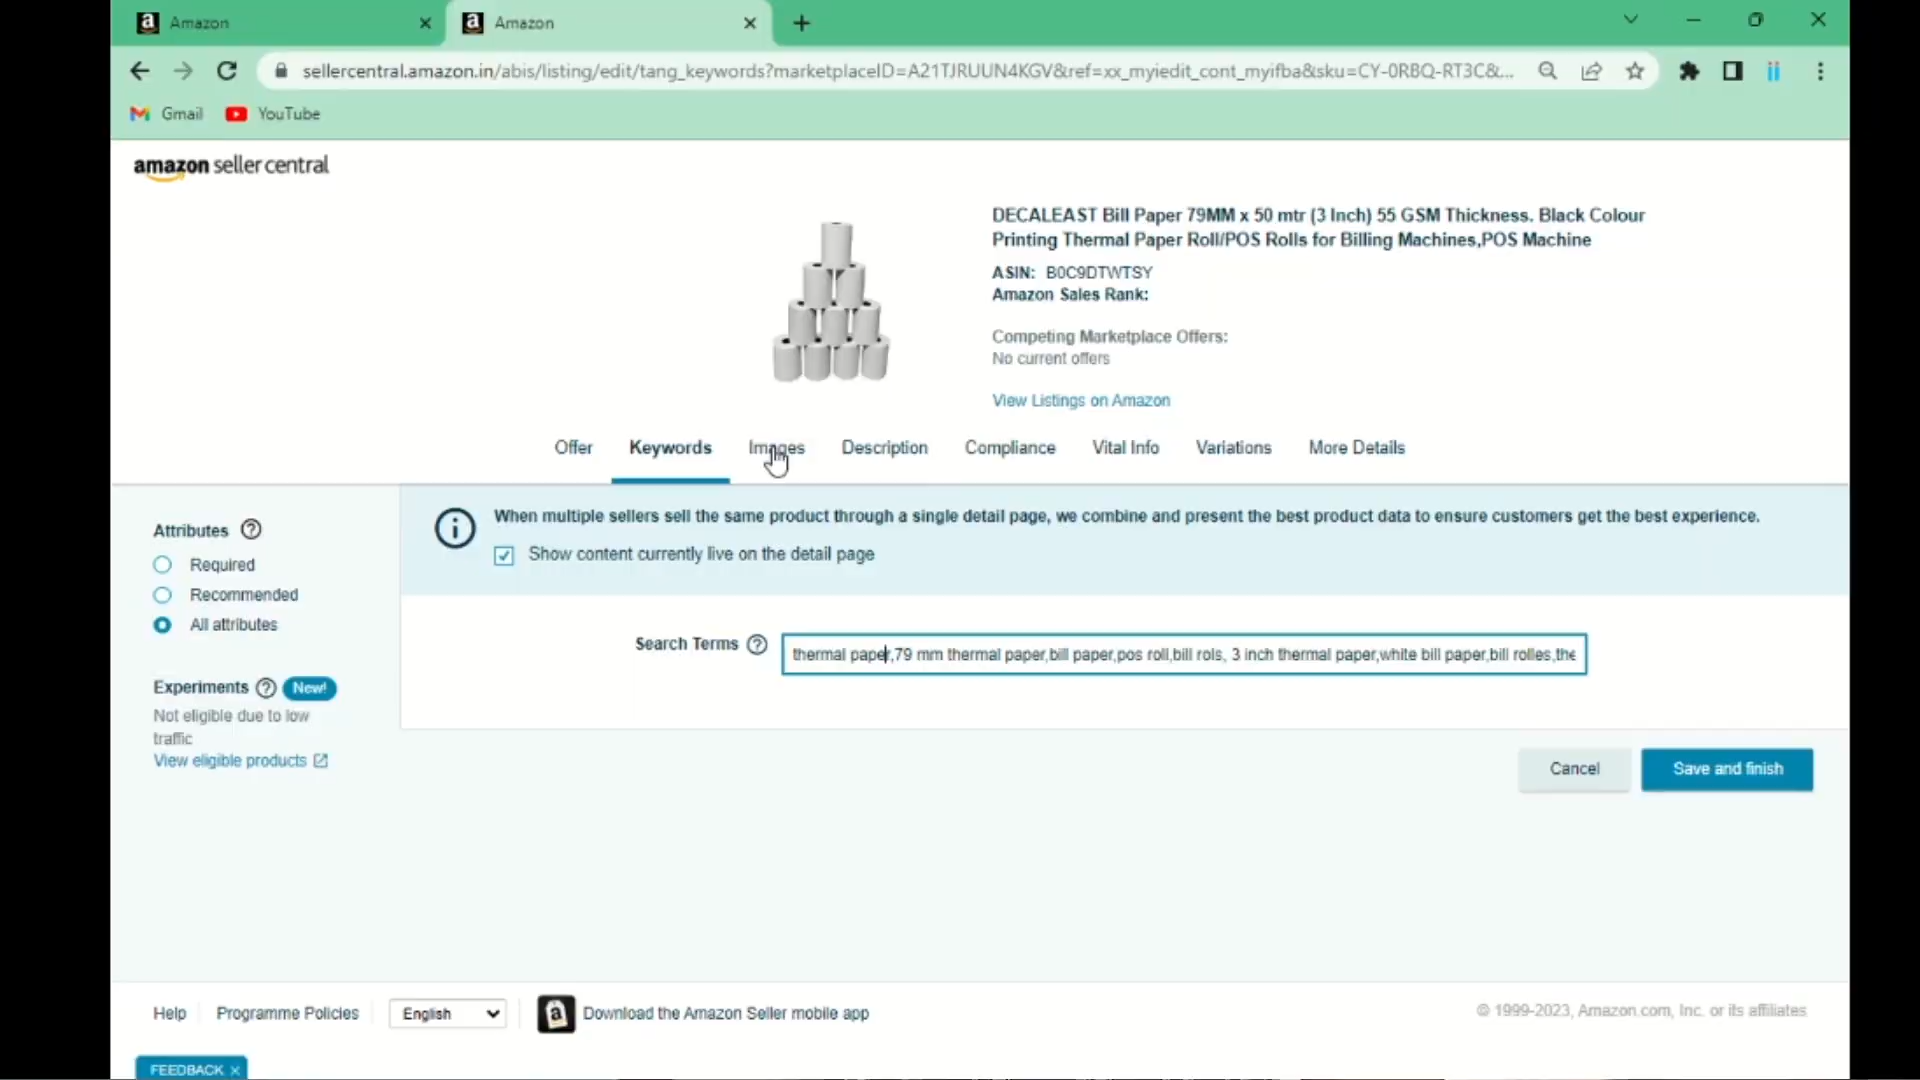 Amazon
Amazon
sellercentral.amazon.in/abis/listing/edit/tang_keywords?marketplaceID=A21TJRUUN4KGV&ref=xx_myiedit_cont_myifba&sku=CY-0RBQ-RT3C&...
Gmail
YouTube
amazon seller central
DECALEAST Bill Paper 79MM x 50 mtr (3 Inch) 55 GSM Thickness. Black Colour
Printing Thermal Paper Roll/POS Rolls for Billing Machines,POS Machine
ASIN: B0C9DTWTSY
Amazon Sales Rank:
Competing Marketplace Offers:
No current offers
View Listings on Amazon
Offer Keywords Images Description Compliance Vital Info Variations More Details
Attributes
Required
Recommended
All attributes
Experiments New!
Not eligible due to low
traffic
View eligible products
When multiple sellers sell the same product through a single detail page, we combine and present the best product data to ensure customers get the best experience.
Show content currently live on the detail page
Search Terms
thermal paper,79 mm thermal paper,bill paper,pos roll,bill rols, 3 inch thermal paper,white bill paper,bill rolles,the
Cancel
Save and finish
Help
Programme Policies
English
Download the Amazon Seller mobile app
© 1999-2023, Amazon.com, Inc. or its affiliates
FEEDBACK